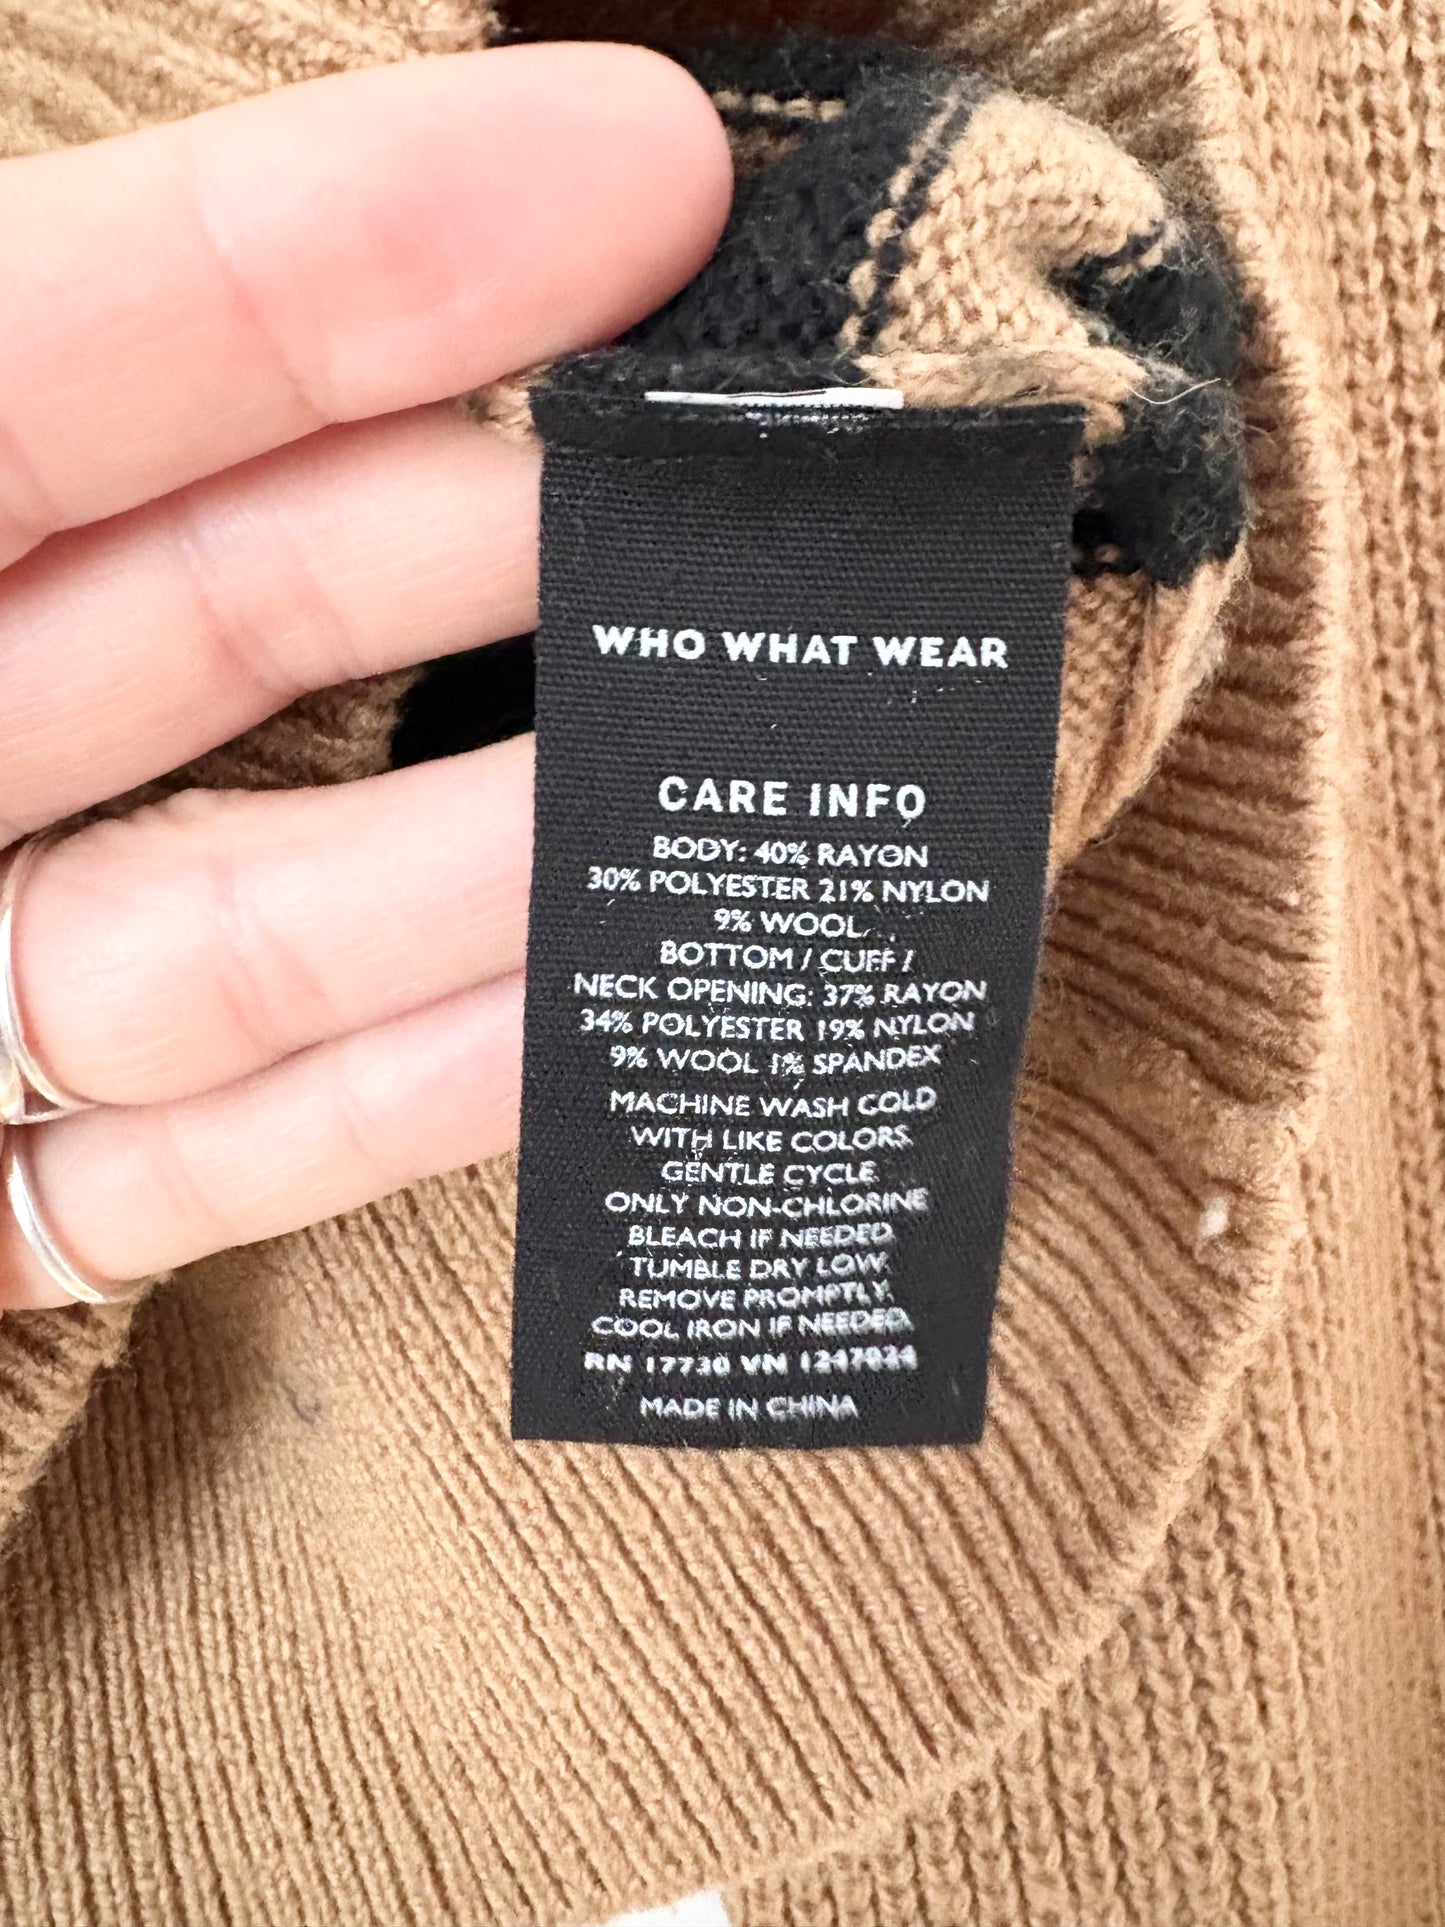 WHO WHAT WEAR
CARE INFO
BODY: 40% RAYON
30% POLYESTER 21% NYLON
9% WOOL
BOTTOM / CUFF /
NECK OPENING: 37% RAYON
34% POLYESTER 19% NYLON
9% WOOL 1% SPANDEX
MACHINE WASH COLD
WITH LIKE COLORS.
GENTLE CYCLE.
ONLY NON-CHLORINE
BLEACH IF NEEDED.
TUMBLE DRY LOW.
REMOVE PROMPTLY.
COOL IRON IF NEEDED.
RN 17730 VN 1247024
MADE IN CHINA